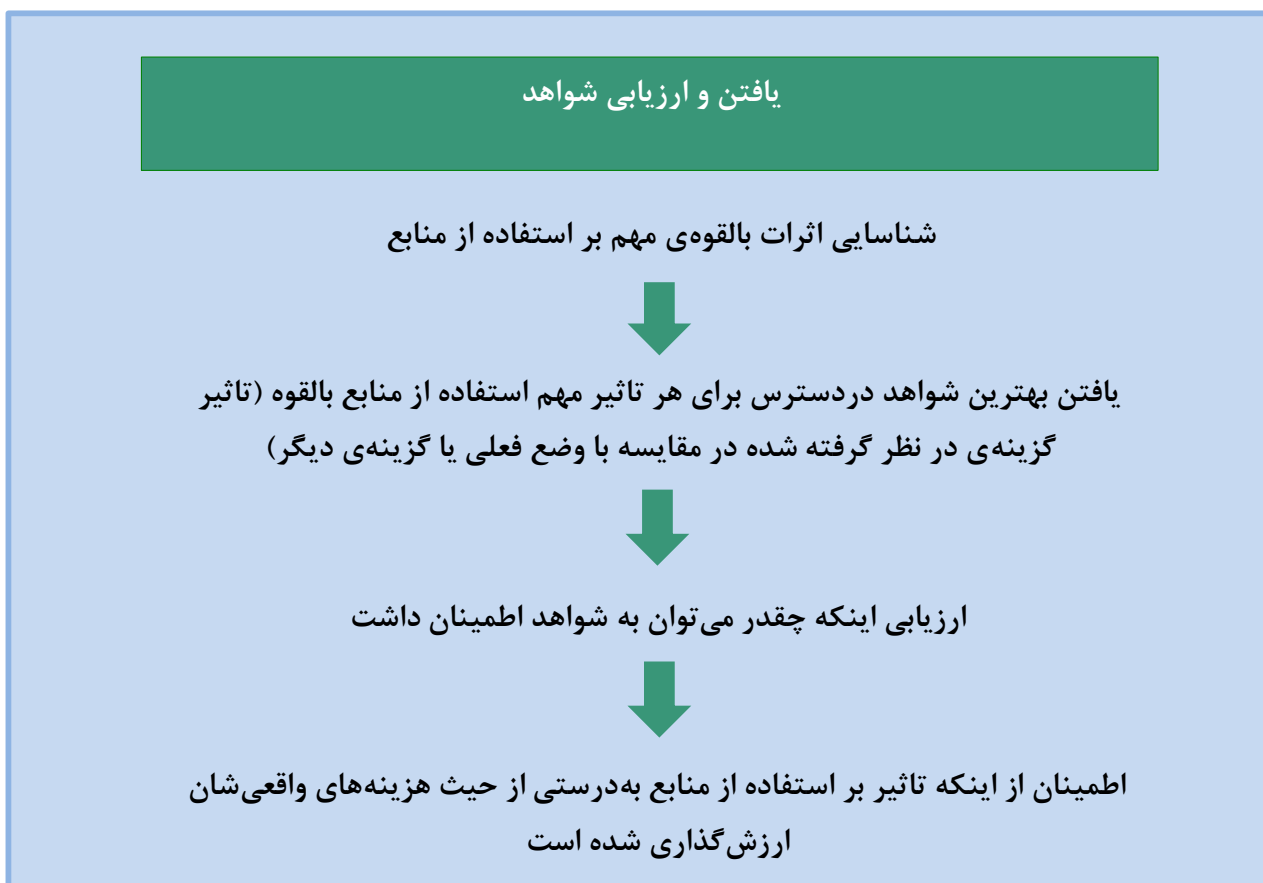 یافتن و ارزیابی شواهد
شناسایی اثرات بالقوه‌ی مهم بر استفاده از منابع
یافتن بهترین شواهد دردسترس برای هر تاثیر مهم استفاده از منابع بالقوه (تاثیر
گزینه‌ی در نظر گرفته شده در مقایسه با وضع فعلی یا گزینه‌ی دیگر)
ارزیابی اینکه چقدر می‌توان به شواهد اطمینان داشت
اطمینان از اینکه تاثیر بر استفاده از منابع به‌درستی از حیث هزینه‌های واقعی‌شان
ارزش‌گذاری شده است